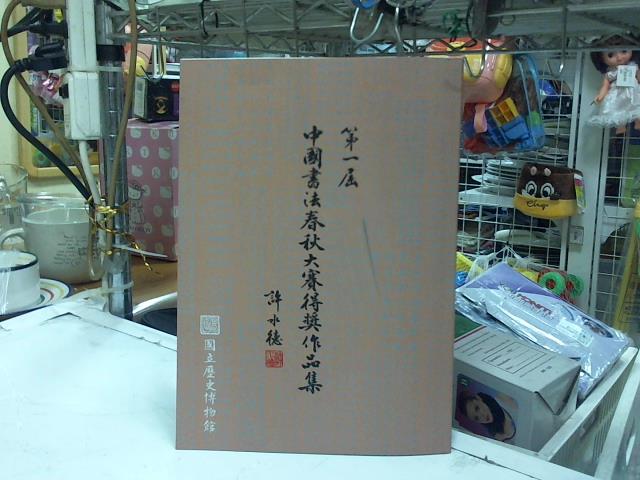 第一屆
中國書法春秋大賽得獎作品集
許水德
國立歷史博物館